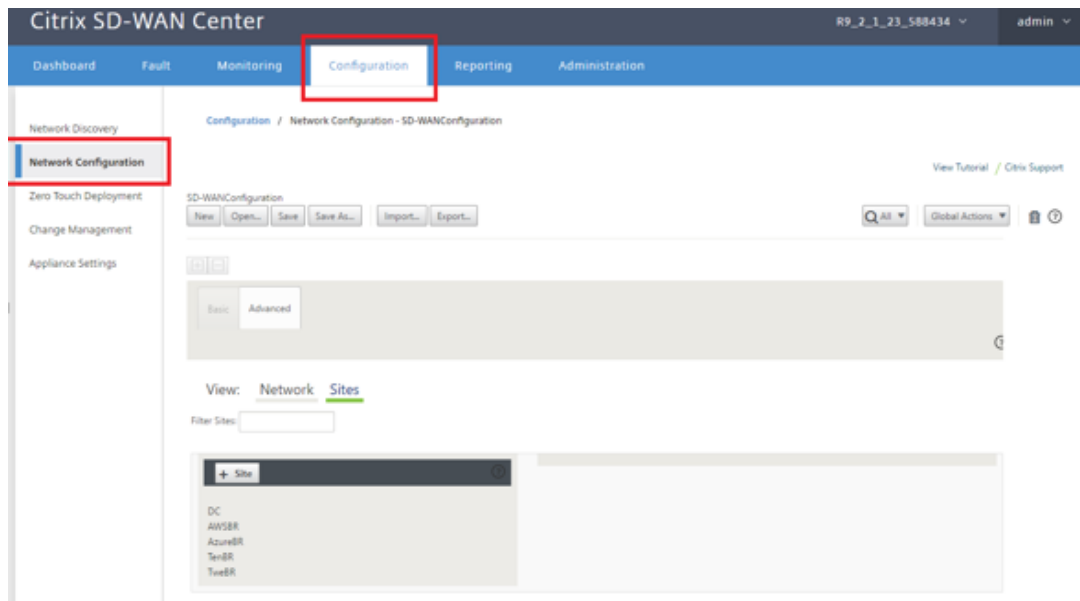 Citrix SD-WAN Center
R9_2_1_23_588434
admin
Dashboard Fault Monitoring Configuration Reporting Administration
Network Discovery
Network Configuration
Zero Touch Deployment
Change Management
Appliance Settings
Configuration / Network Configuration - SD-WANConfiguration
View Tutorial / Citrix Support
SD-WANConfiguration
New Open... Save Save As... Import... Export... All Global Actions
Basic Advanced
View: Network Sites
Filter Sites:
+ Site
DC
AWSBR
AzureBR
TenBR
TweBR